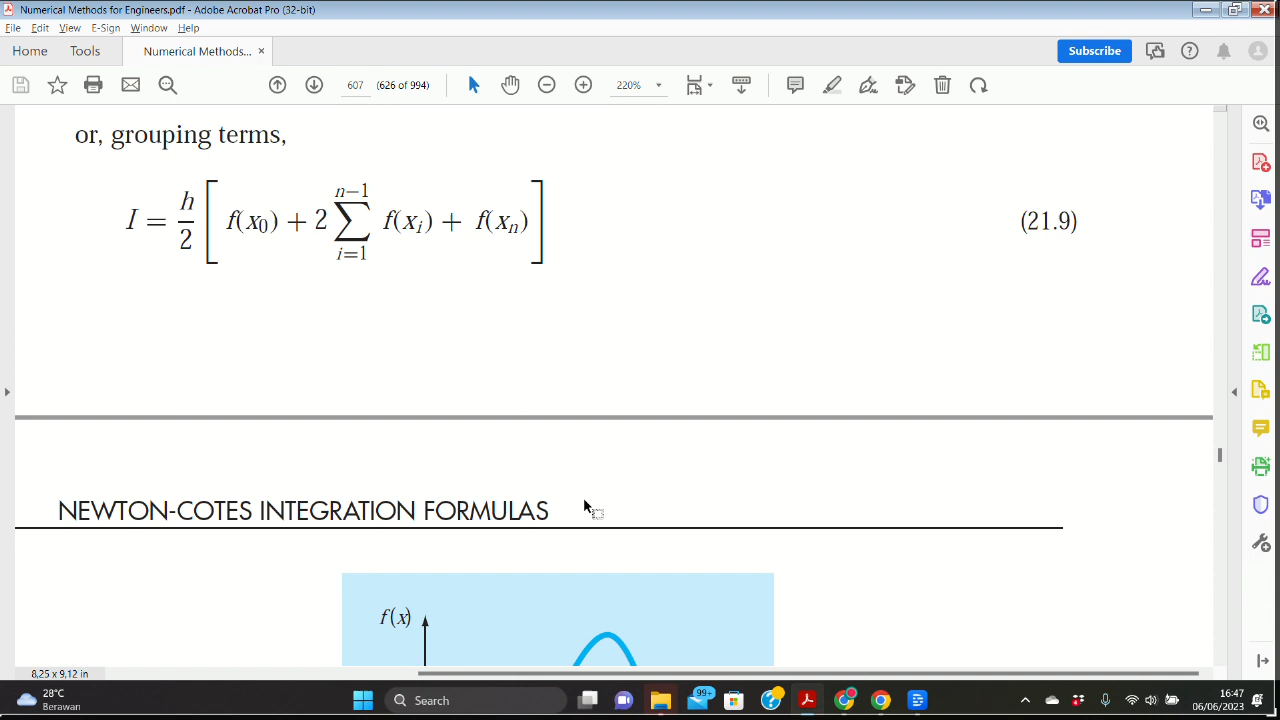 Numerical Methods for Engineers.pdf - Adobe Acrobat Pro (32-bit)
File Edit View E-Sign Window Help
Home Tools Numerical Methods... × Subscribe
607 (626 of 994) 220%
or, grouping terms,
I = h/2 [ f(x₀) + 2 ∑_{i=1}^{n−1} f(xᵢ) + f(xₙ) ] (21.9)
NEWTON-COTES INTEGRATION FORMULAS
f(x)
8,25 x 9,12 in
28°C
Berawan
Search
99+
16:47
06/06/2023